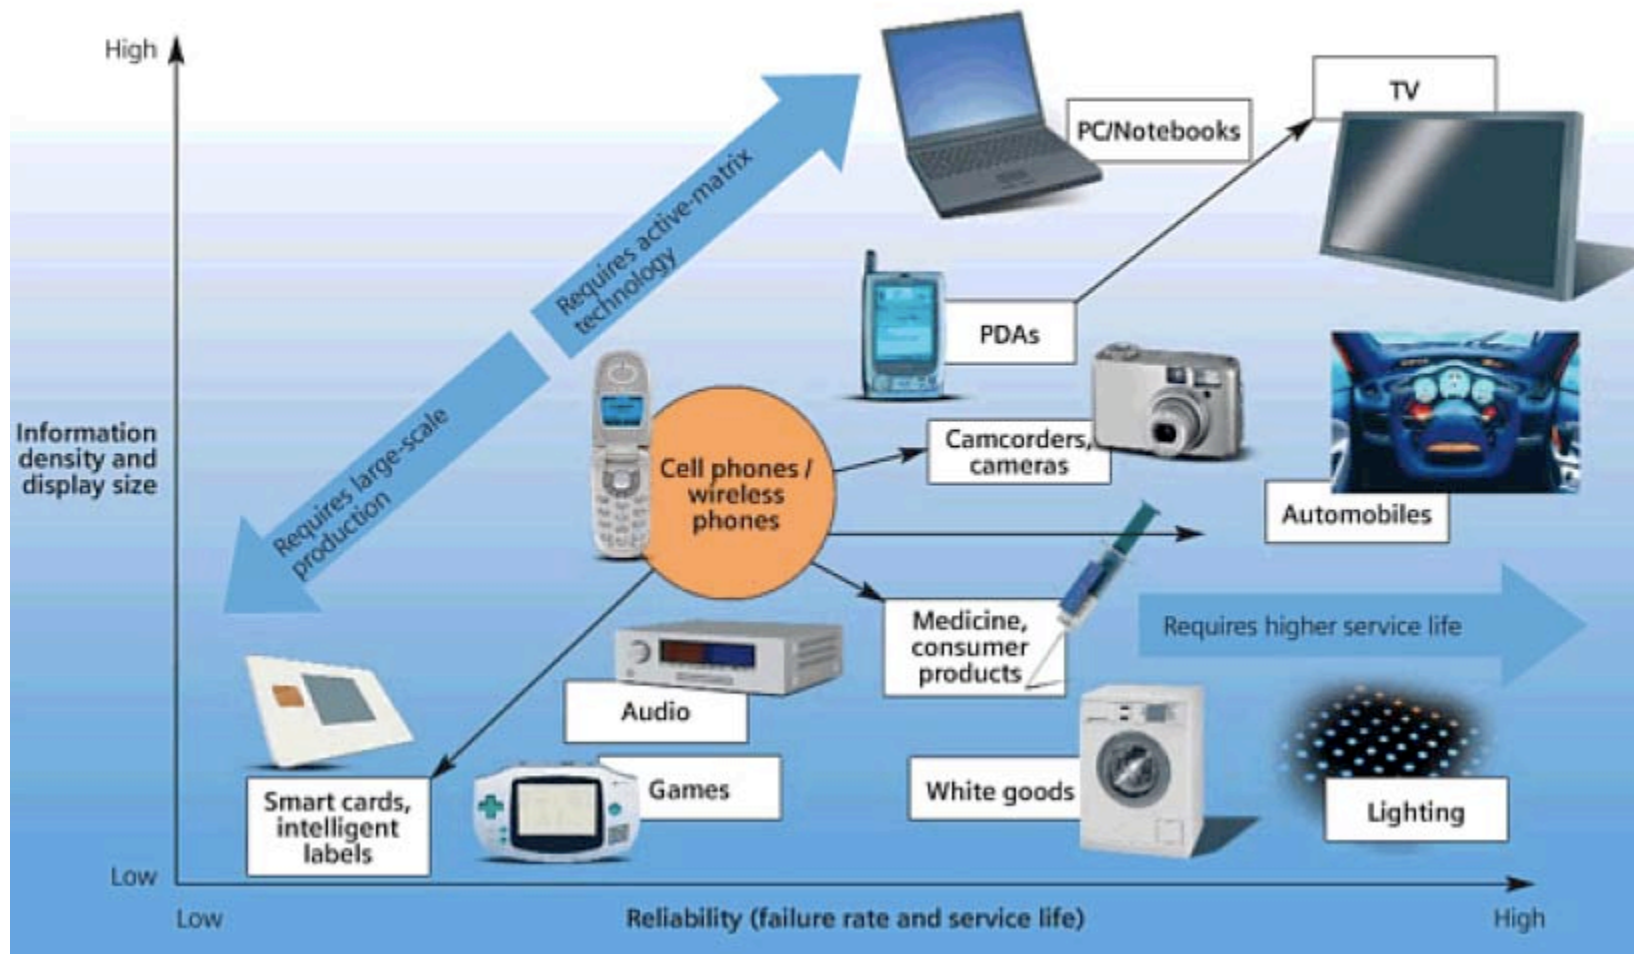 High
TV
PC/Notebooks
Requires active-matrix
technology
PDAs
Requires large-scale
production
Information
density and
display size
Cell phones /
wireless
phones
Camcorders,
cameras
Automobiles
Medicine,
consumer
products
Requires higher service life
Audio
Games
White goods
Lighting
Smart cards,
intelligent
labels
Low
Low
Reliability (failure rate and service life)
High